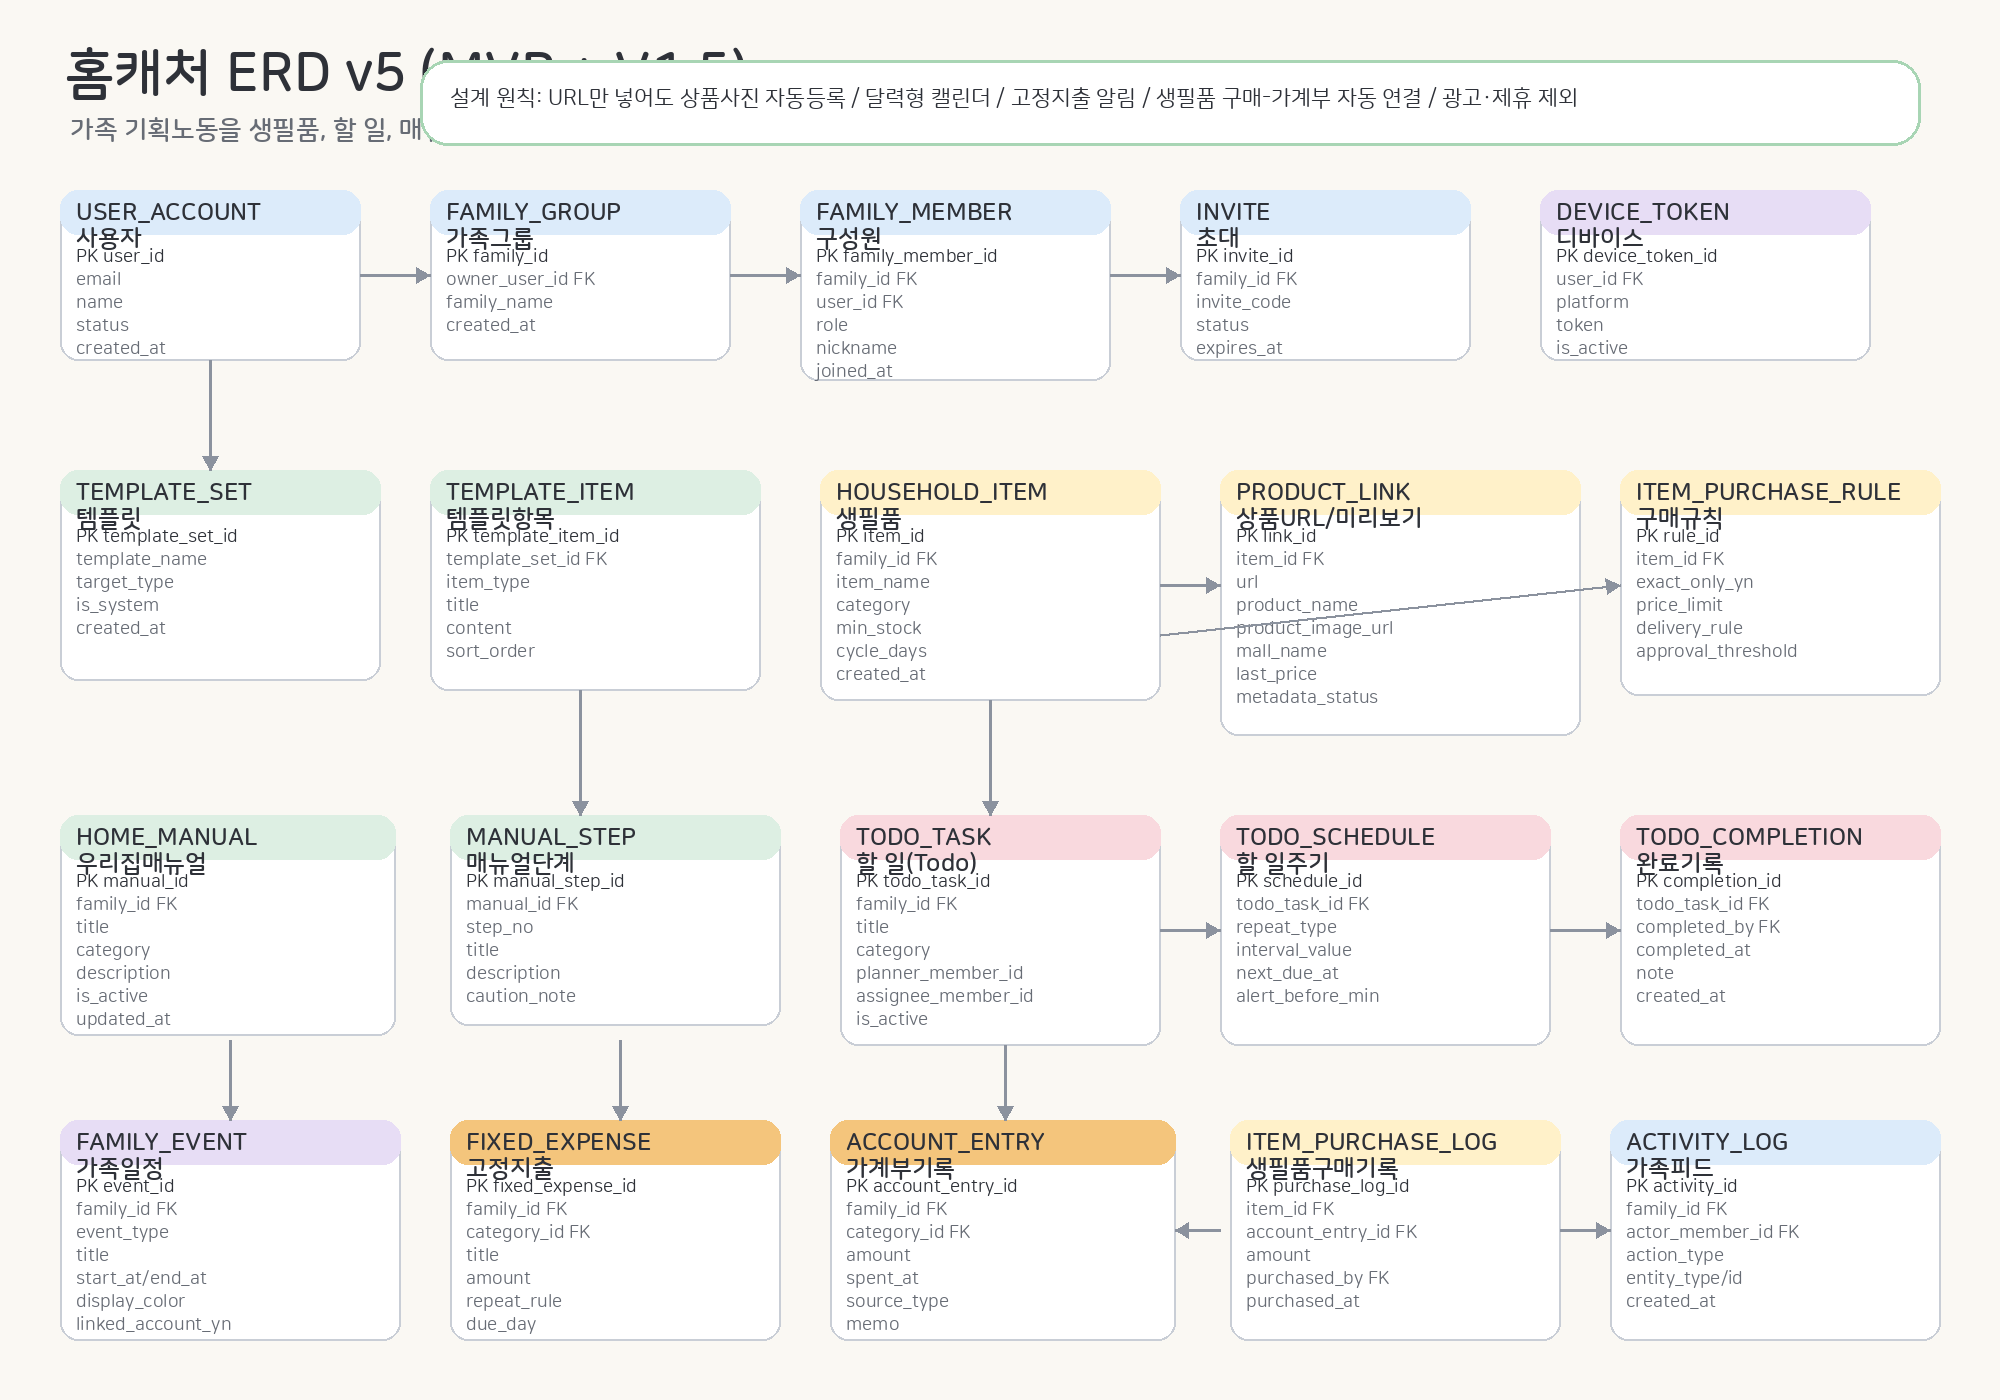 홈캐처 ERD v5 (MVP + V1.5)
가족 기획노동을 생필품, 할 일, 매
설계 원칙: URL만 넣어도 상품사진 자동등록 / 달력형 캘린더 / 고정지출 알림 / 생필품 구매-가계부 자동 연결 / 광고·제휴 제외
USER_ACCOUNT
사용자
PK user_id
email
name
status
created_at
FAMILY_GROUP
가족그룹
PK family_id
owner_user_id FK
family_name
created_at
FAMILY_MEMBER
구성원
PK family_member_id
family_id FK
user_id FK
role
nickname
joined_at
INVITE
초대
PK invite_id
family_id FK
invite_code
status
expires_at
DEVICE_TOKEN
디바이스
PK device_token_id
user_id FK
platform
token
is_active
TEMPLATE_SET
템플릿
PK template_set_id
template_name
target_type
is_system
created_at
TEMPLATE_ITEM
템플릿항목
PK template_item_id
template_set_id FK
item_type
title
content
sort_order
HOUSEHOLD_ITEM
생필품
PK item_id
family_id FK
item_name
category
min_stock
cycle_days
created_at
PRODUCT_LINK
상품URL/미리보기
PK link_id
item_id FK
url
product_name
product_image_url
mall_name
last_price
metadata_status
ITEM_PURCHASE_RULE
구매규칙
PK rule_id
item_id FK
exact_only_yn
price_limit
delivery_rule
approval_threshold
HOME_MANUAL
우리집매뉴얼
PK manual_id
family_id FK
title
category
description
is_active
updated_at
MANUAL_STEP
매뉴얼단계
PK manual_step_id
manual_id FK
step_no
title
description
caution_note
TODO_TASK
할 일(Todo)
PK todo_task_id
family_id FK
title
category
planner_member_id
assignee_member_id
is_active
TODO_SCHEDULE
할 일주기
PK schedule_id
todo_task_id FK
repeat_type
interval_value
next_due_at
alert_before_min
TODO_COMPLETION
완료기록
PK completion_id
todo_task_id FK
completed_by FK
completed_at
note
created_at
FAMILY_EVENT
가족일정
PK event_id
family_id FK
event_type
title
start_at/end_at
display_color
linked_account_yn
FIXED_EXPENSE
고정지출
PK fixed_expense_id
family_id FK
category_id FK
title
amount
repeat_rule
due_day
ACCOUNT_ENTRY
가계부기록
PK account_entry_id
family_id FK
category_id FK
amount
spent_at
source_type
memo
ITEM_PURCHASE_LOG
생필품구매기록
PK purchase_log_id
item_id FK
account_entry_id FK
amount
purchased_by FK
purchased_at
ACTIVITY_LOG
가족피드
PK activity_id
family_id FK
actor_member_id FK
action_type
entity_type/id
created_at